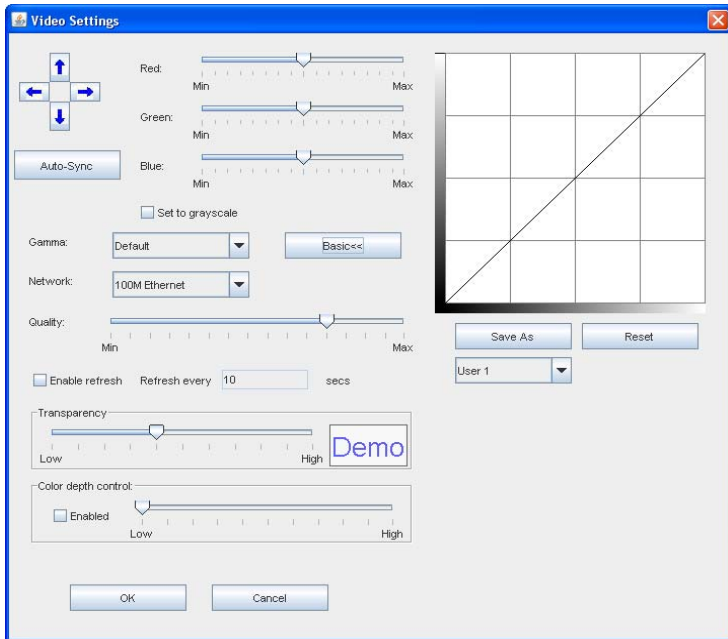 Video Settings
Red:
Min Max
Green:
Min Max
Auto-Sync
Blue:
Min Max
Set to grayscale
Gamma: Default Basic<<
Network: 100M Ethernet
Quality:
Min Max
Save As Reset
User 1
Enable refresh Refresh every 10 secs
Transparency
Low High Demo
Color depth control:
Enabled
Low High
OK Cancel